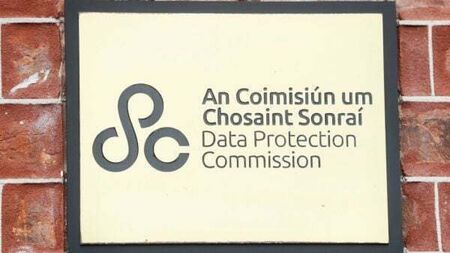 An Coimisiún um
Chosaint Sonraí
Data Protection
Commission